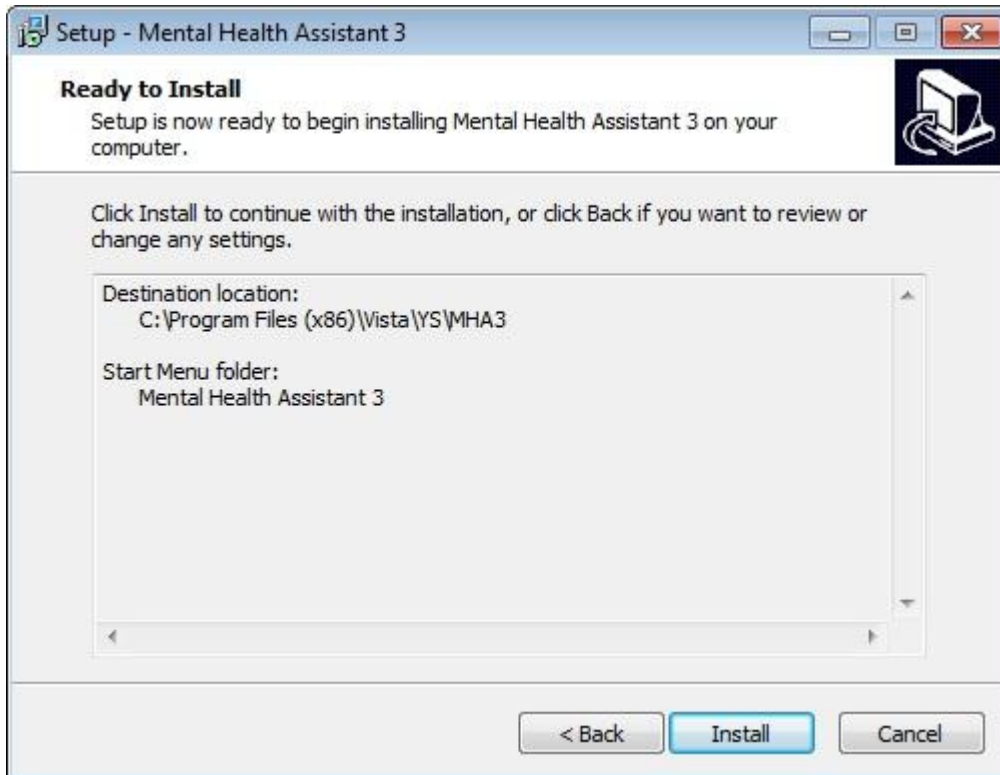 Setup - Mental Health Assistant 3
Ready to Install
Setup is now ready to begin installing Mental Health Assistant 3 on your
computer.
Click Install to continue with the installation, or click Back if you want to review or
change any settings.
Destination location:
C:\Program Files (x86)\Vista\YS\MHA3
Start Menu folder:
Mental Health Assistant 3
< Back
Install
Cancel